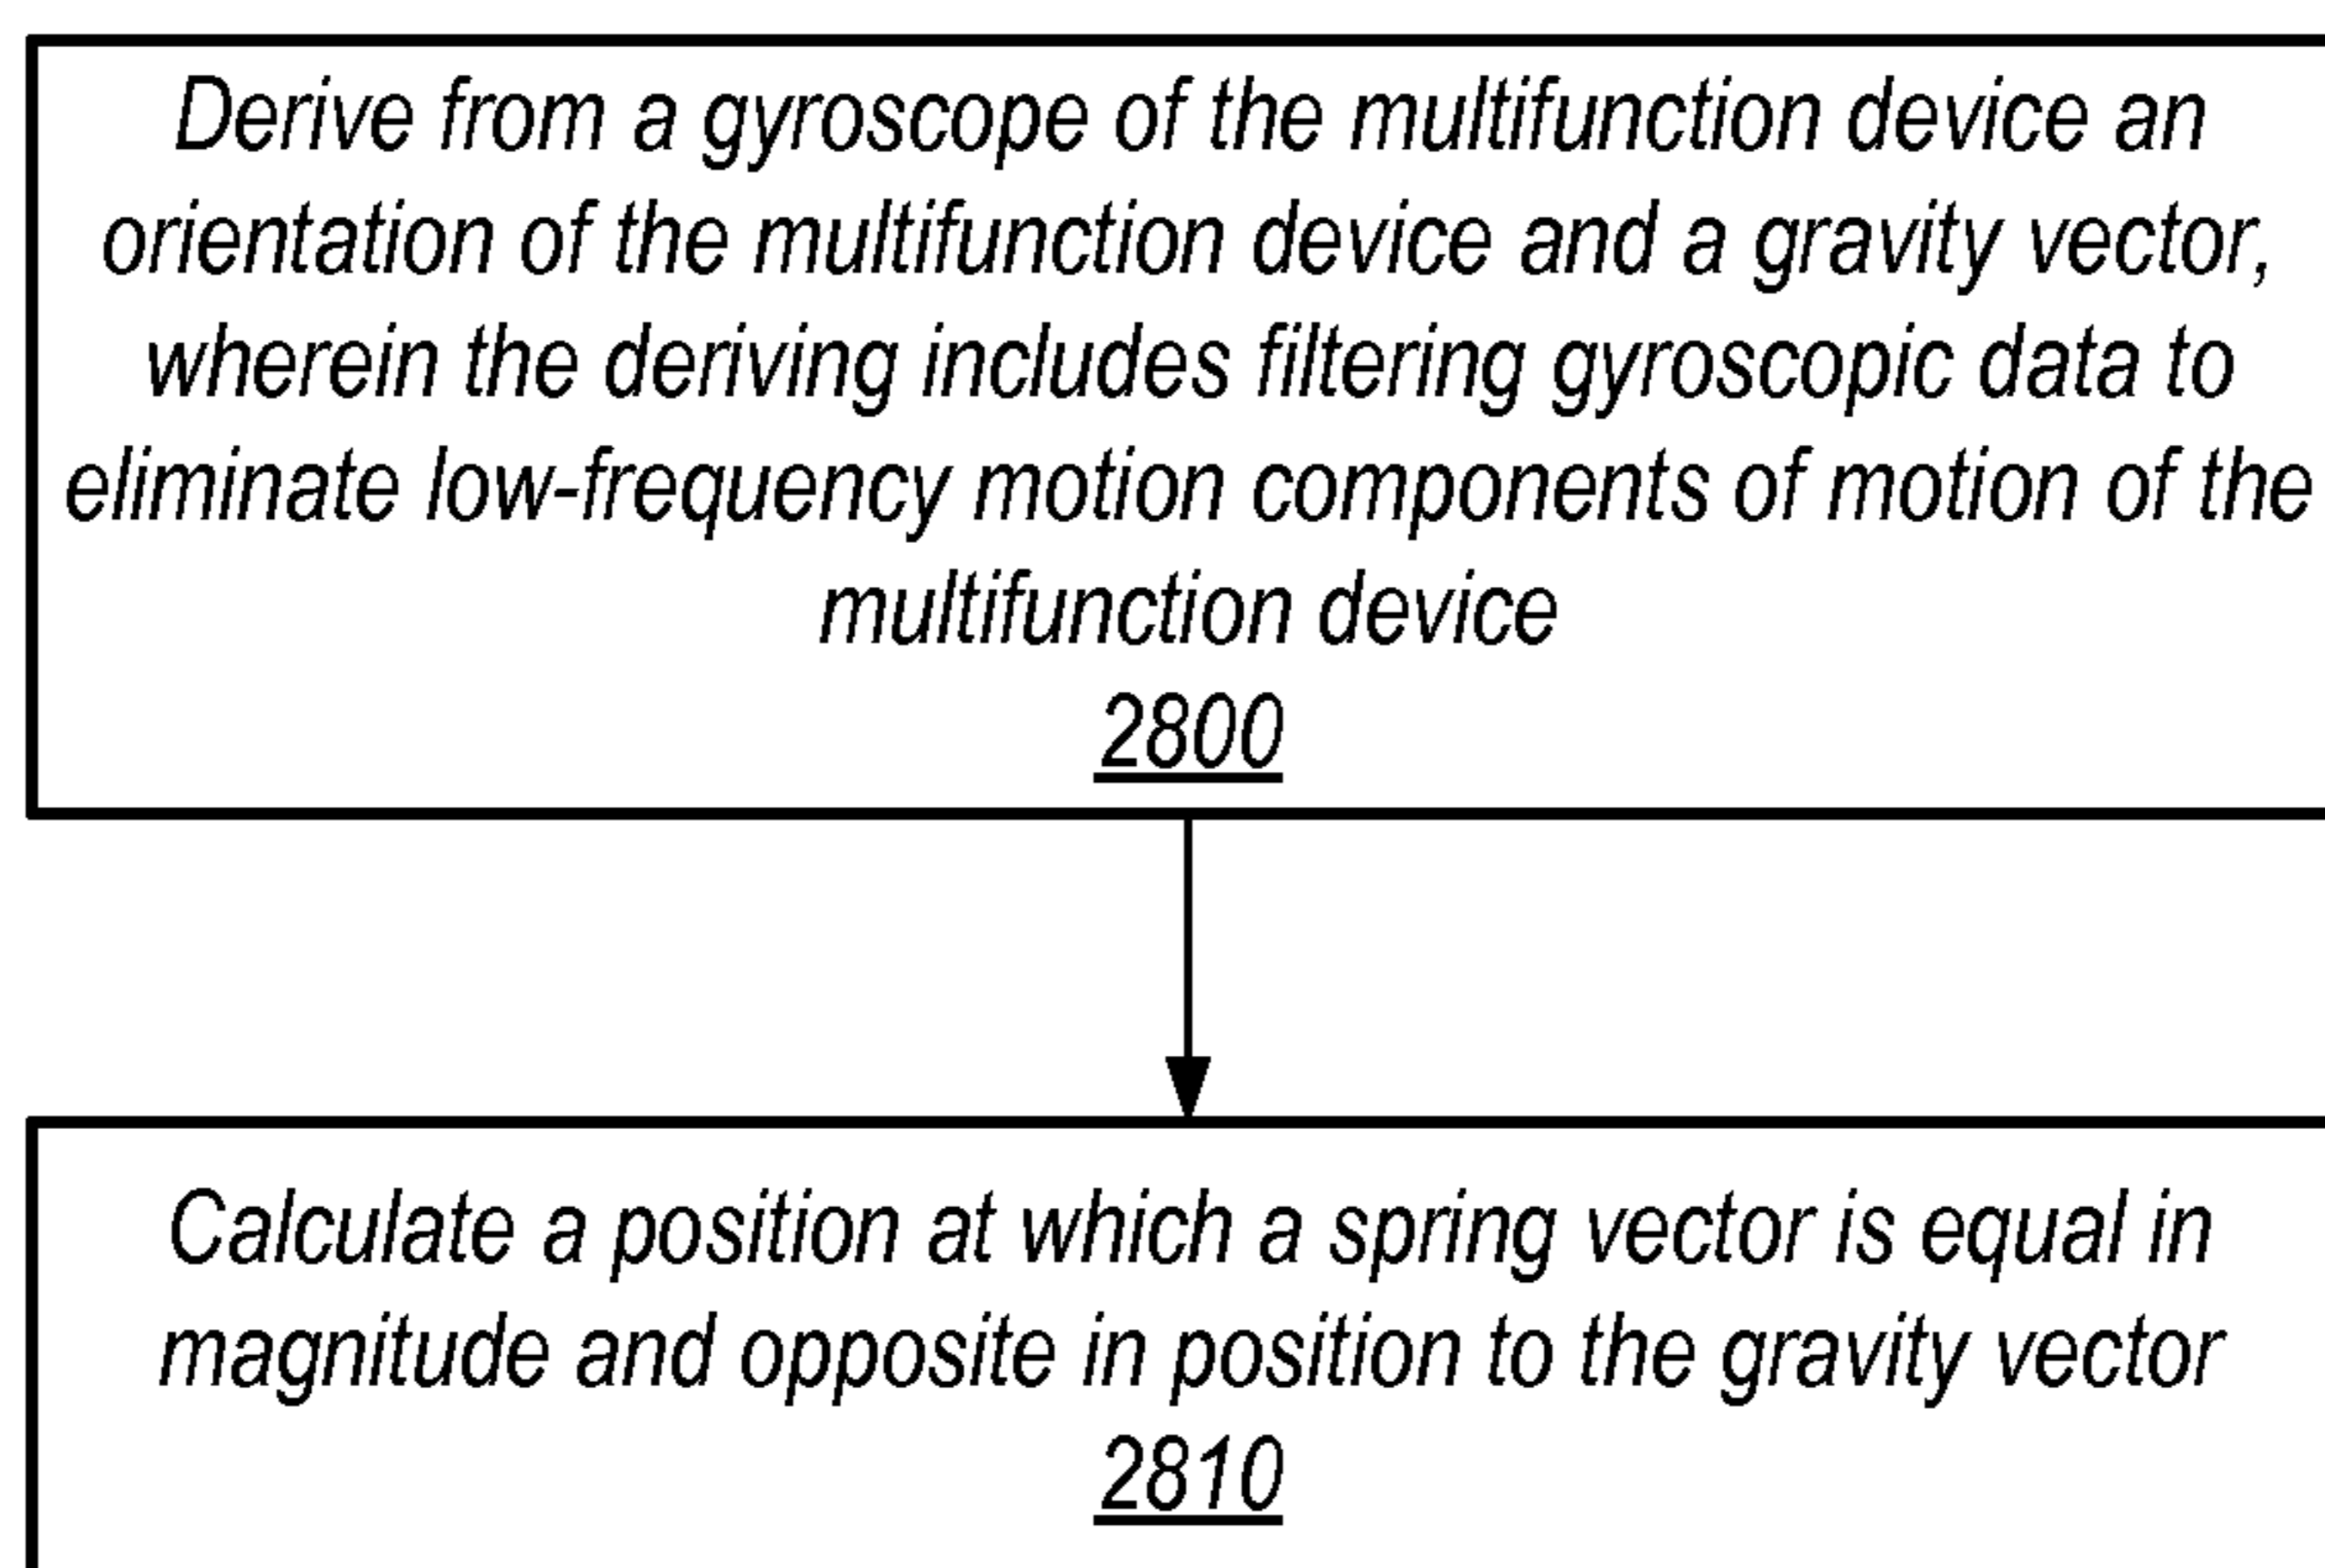 Derive from a gyroscope of the multifunction device an
orientation of the multifunction device and a gravity vector,
wherein the deriving includes filtering gyroscopic data to
eliminate low-frequency motion components of motion of the
multifunction device
2800
Calculate a position at which a spring vector is equal in
magnitude and opposite in position to the gravity vector
2810